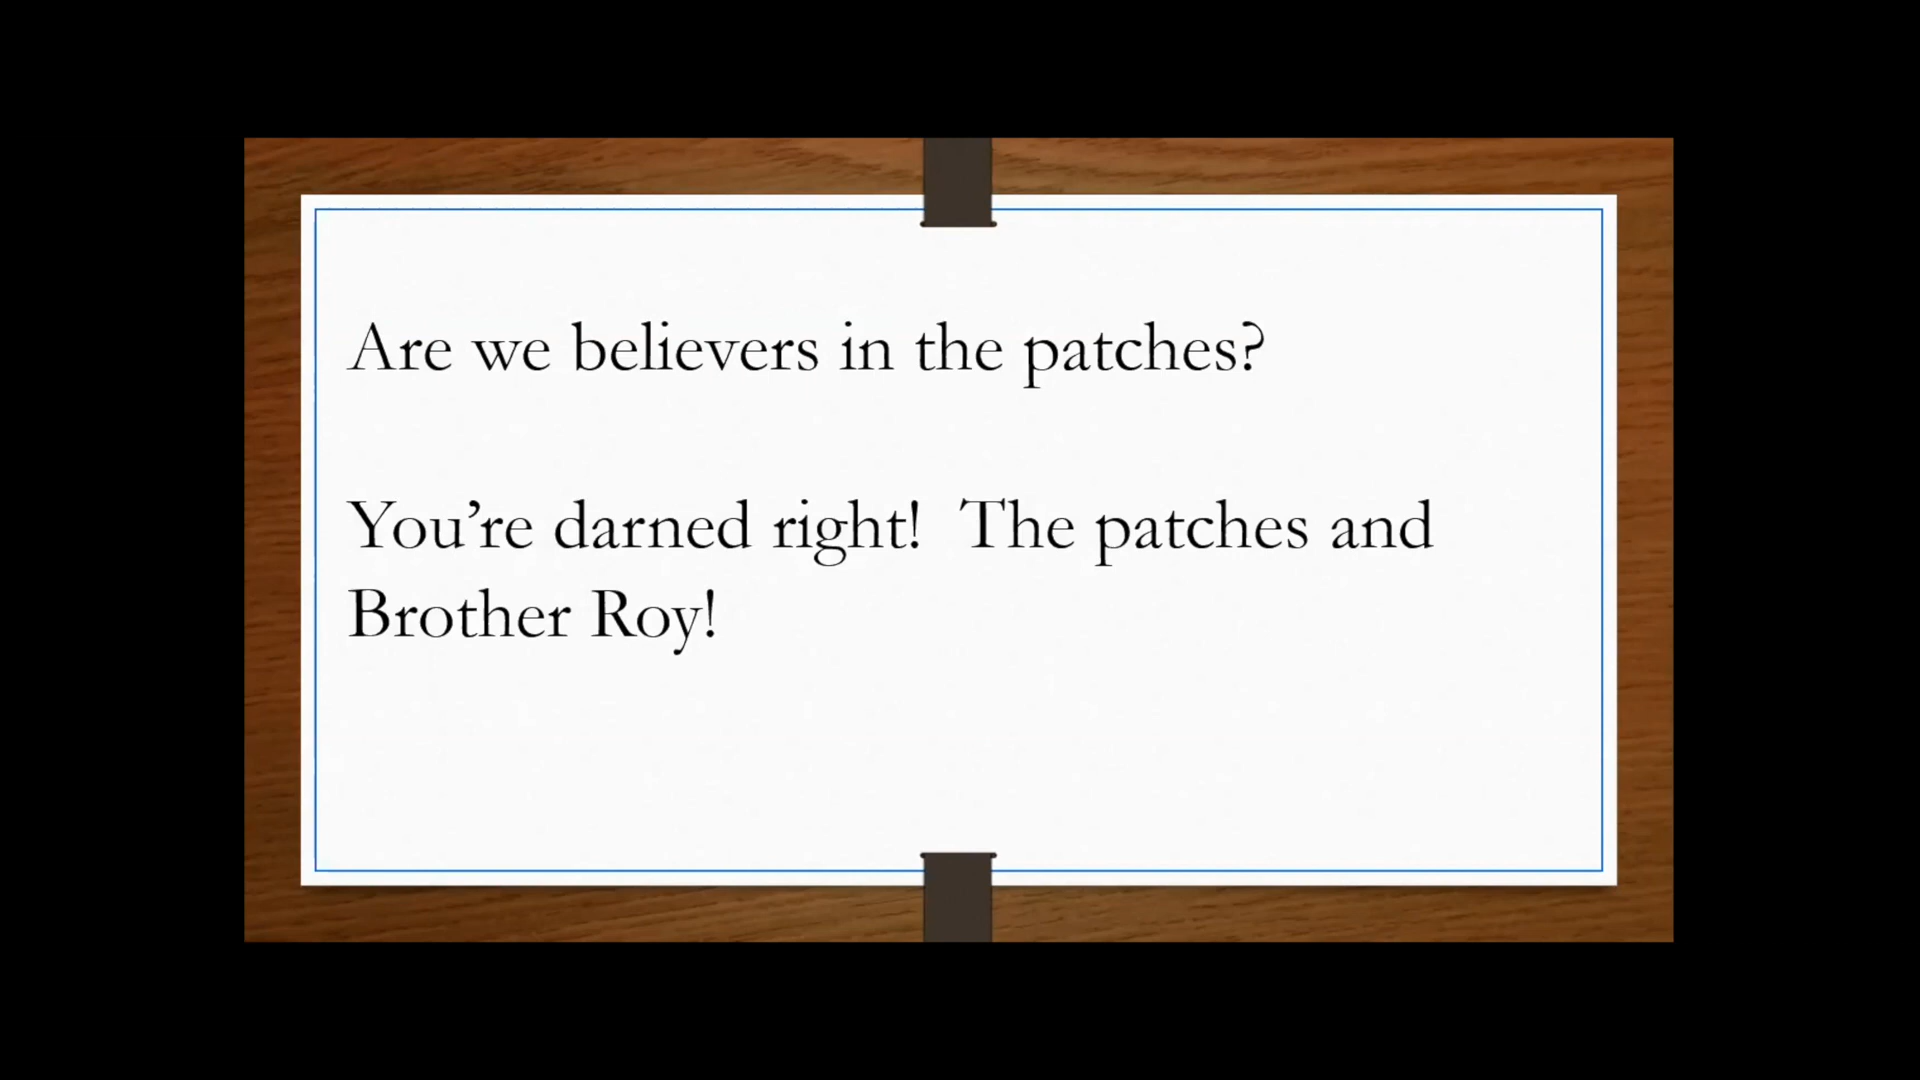 Are we believers in the patches?
You’re darned right!  The patches and
Brother Roy!